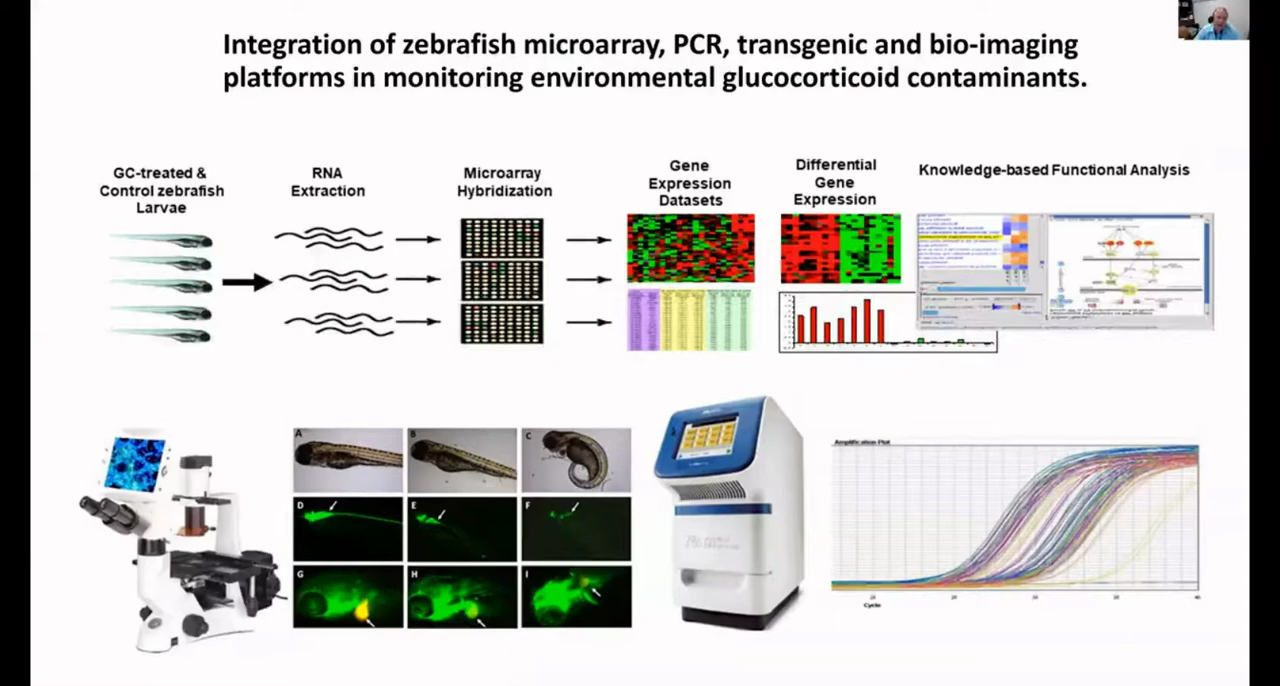 Integration of zebrafish microarray, PCR, transgenic and bio-imaging
platforms in monitoring environmental glucocorticoid contaminants.
GC-treated &
Control zebrafish
Larvae
RNA
Extraction
Microarray
Hybridization
Gene
Expression
Datasets
Differential
Gene
Expression
Knowledge-based Functional Analysis
A
B
C
D
E
F
G
H
I
Amplification Plot
Cycle
40